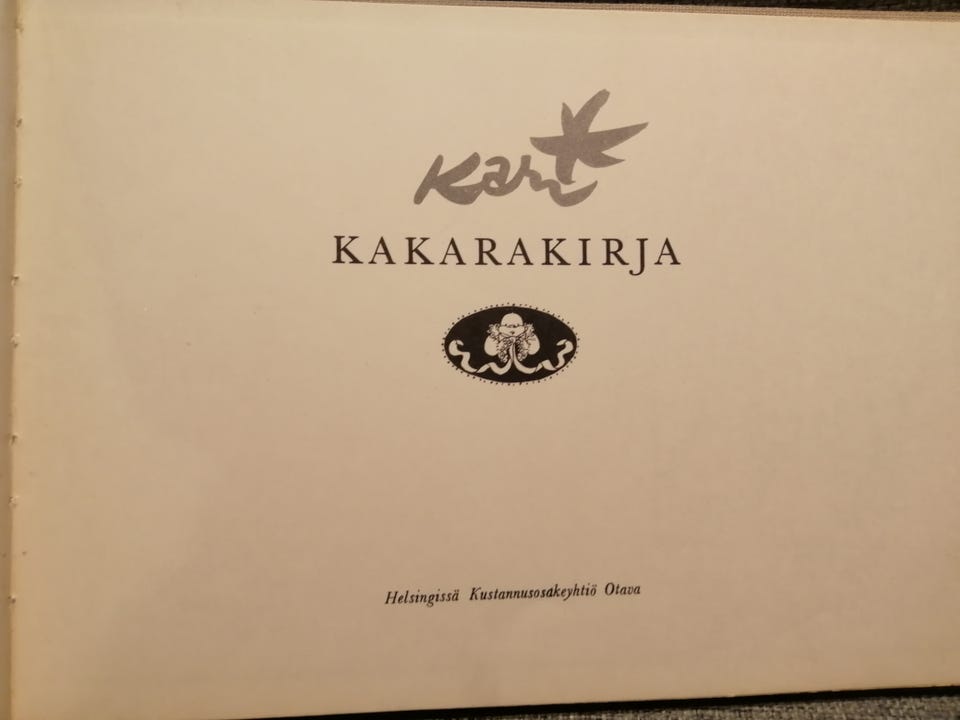 Kari
KAKARAKIRJA
Helsingissä Kustannusosakeyhtiö Otava